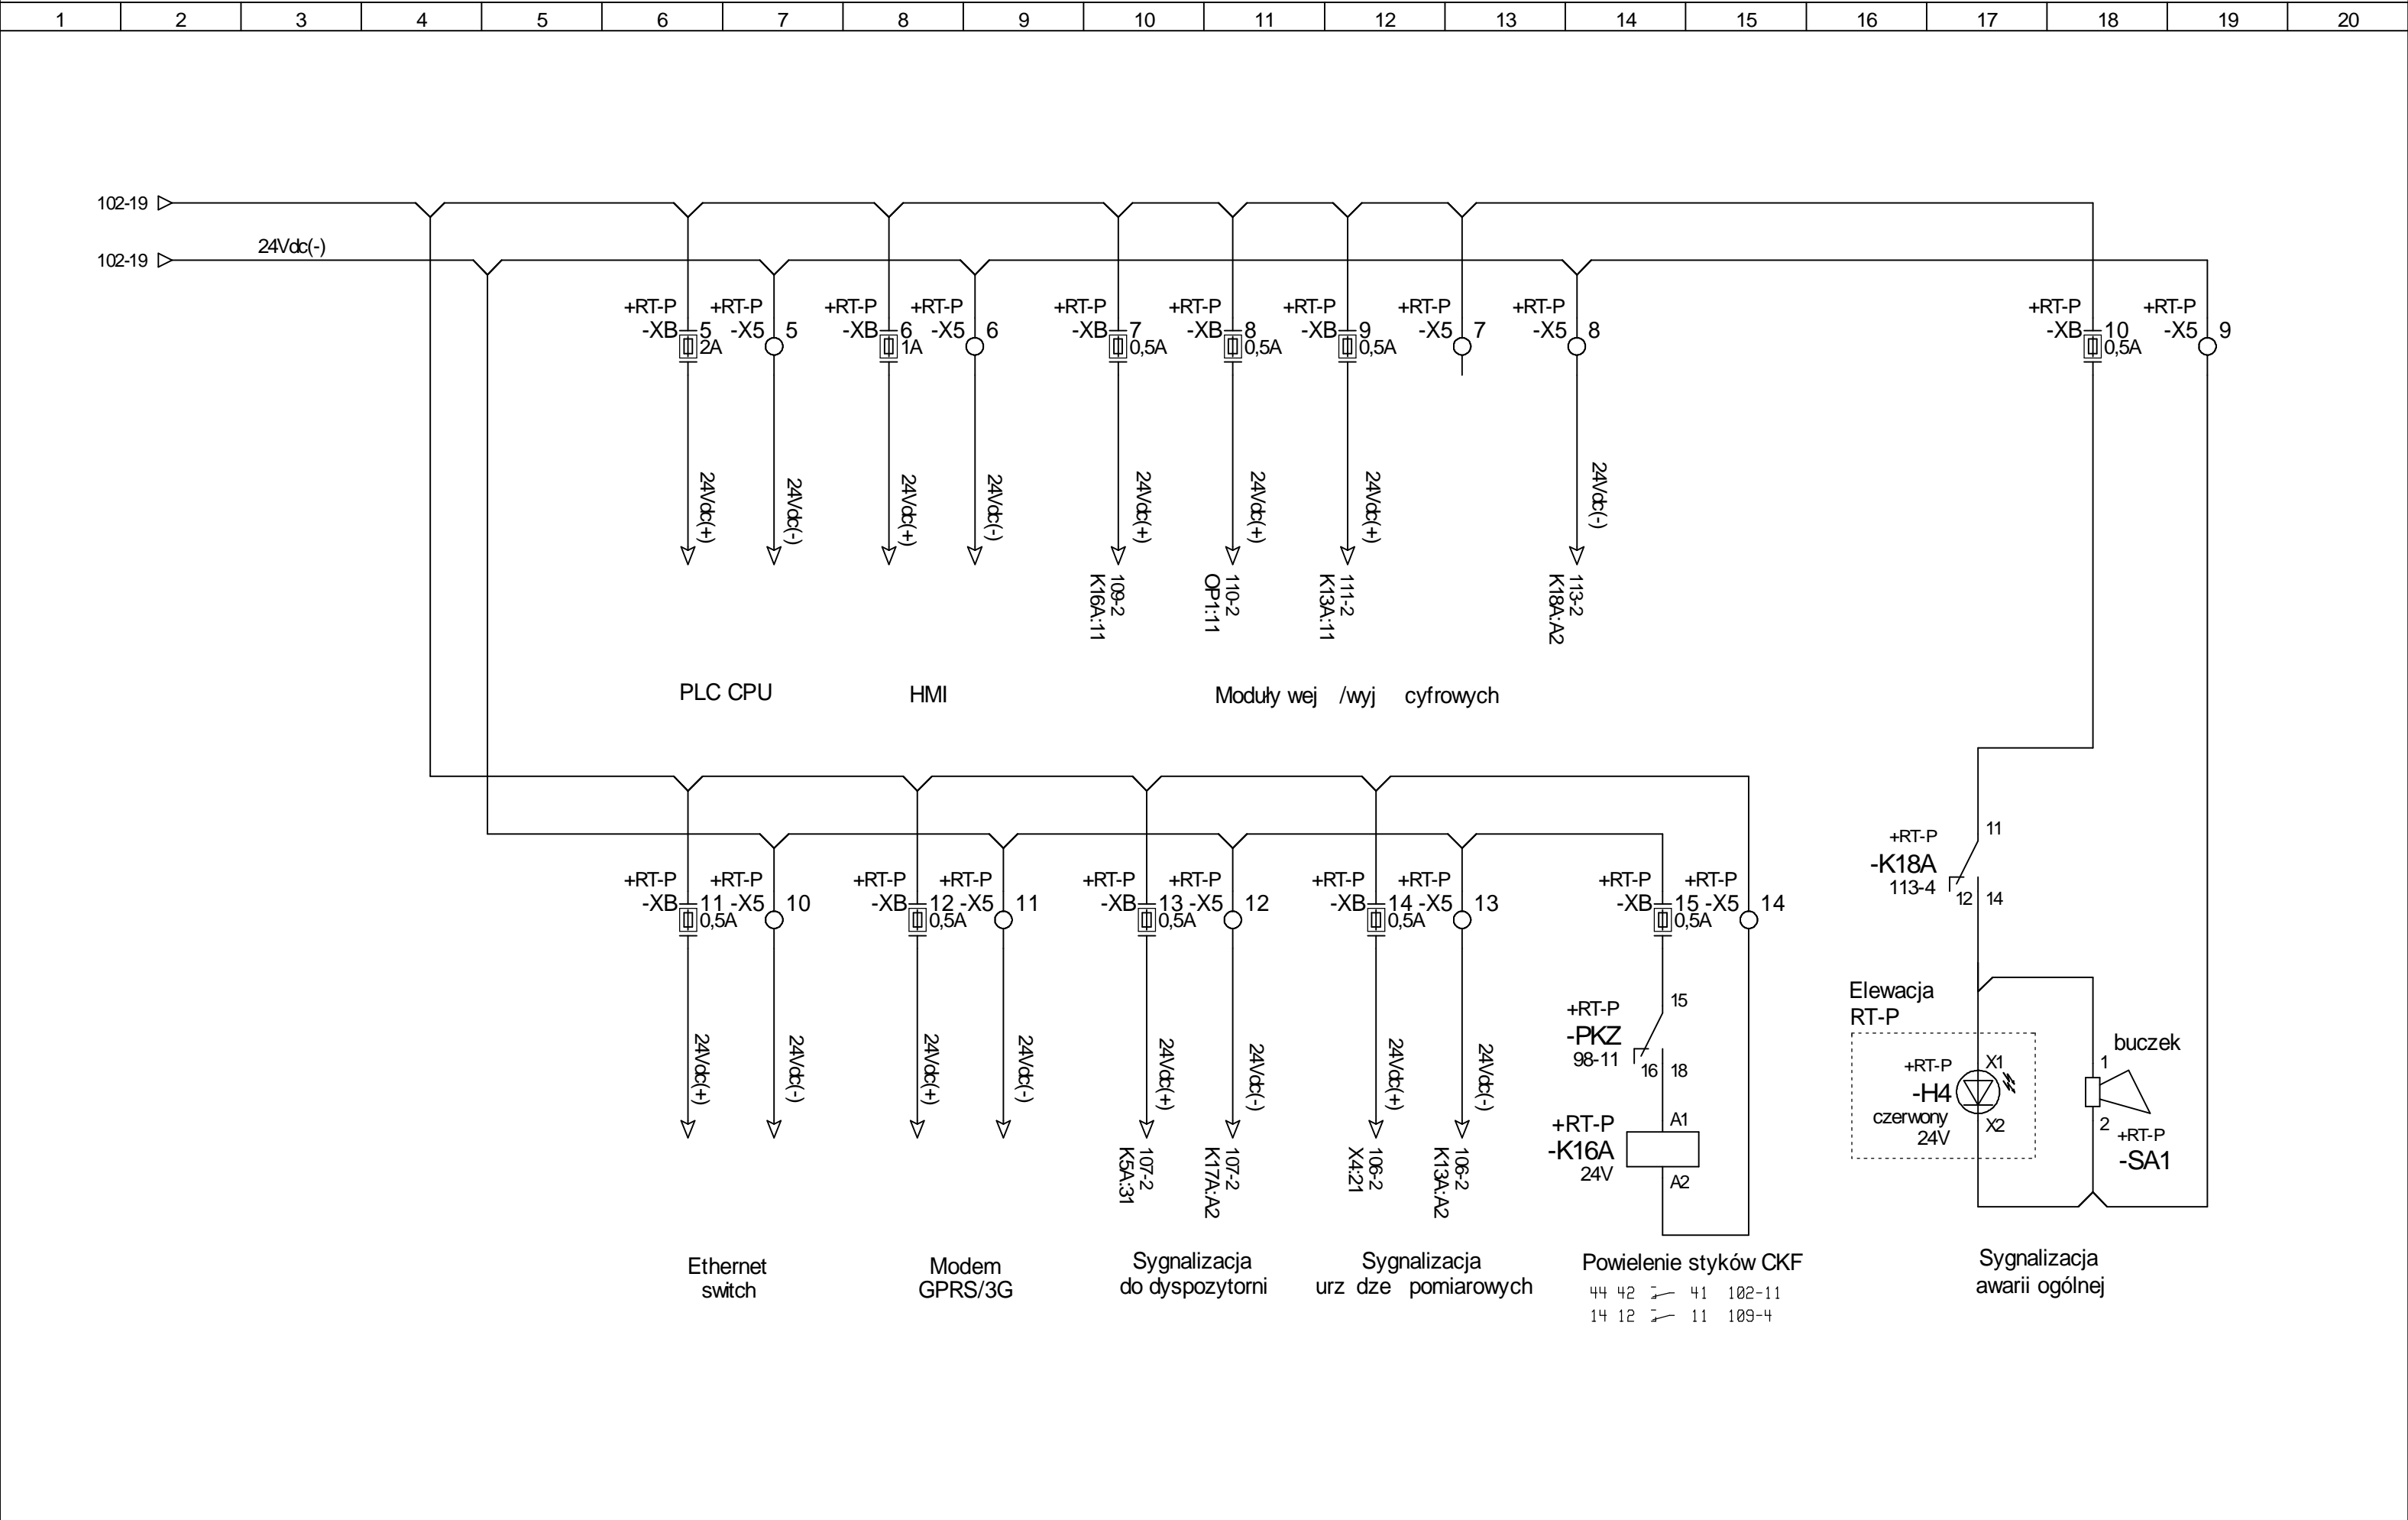 1 2 3 4 5 6 7 8 9 10 11 12 13 14 15 16 17 18 19 20
102-19
24Vdc(-)
102-19
+RT-P +RT-P +RT-P +RT-P +RT-P +RT-P +RT-P +RT-P +RT-P +RT-P +RT-P
-XB 5 -X5 5 -XB 6 -X5 6 -XB 7 -XB 8 -XB 9 -X5 7 -X5 8 -XB 10 -X5 9
2A 1A 0,5A 0,5A 0,5A 0,5A
24Vdc(+) 24Vdc(-) 24Vdc(+) 24Vdc(-) 24Vdc(+) 24Vdc(+) 24Vdc(+) 24Vdc(-)
109-2 110-2 111-2 113-2
K16A:11 OP1:11 K13A:11 K18A:A2
PLC CPU HMI Moduły wej /wyj cyfrowych
11
+RT-P
-K18A
113-4
12 14
+RT-P +RT-P +RT-P +RT-P +RT-P +RT-P +RT-P +RT-P +RT-P +RT-P
-XB 11 -X5 10 -XB 12 -X5 11 -XB 13 -X5 12 -XB 14 -X5 13 -XB 15 -X5 14
0,5A 0,5A 0,5A 0,5A 0,5A
24Vdc(+) 24Vdc(-) 24Vdc(+) 24Vdc(-) 24Vdc(+) 24Vdc(-) 24Vdc(+) 24Vdc(-)
107-2 107-2 106-2 106-2
K5A:31 K17A:A2 X4:21 K13A:A2
15
+RT-P
-PKZ
98-11
16 18
+RT-P A1
-K16A
24V
A2
Elewacja
RT-P
+RT-P X1
-H4
czerwony
24V
X2
buczek
1
2
+RT-P
-SA1
Ethernet
switch
Modem
GPRS/3G
Sygnalizacja
do dyspozytorni
Sygnalizacja
urz dze pomiarowych
Powielenie styków CKF
44 42 41 102-11
14 12 11 109-4
Sygnalizacja
awarii ogólnej